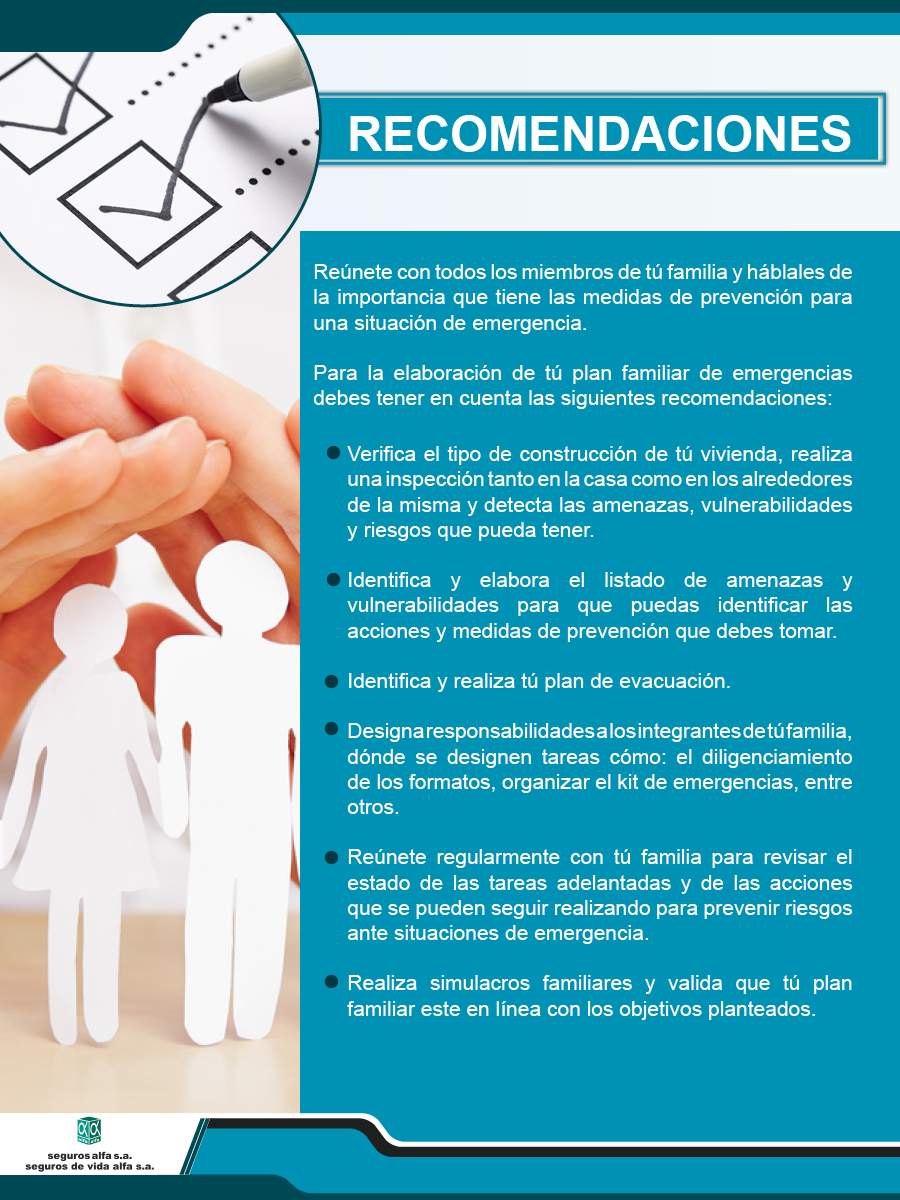 RECOMENDACIONES
Reúnete con todos los miembros de tú familia y háblales de
la importancia que tiene las medidas de prevención para
una situación de emergencia.
Para la elaboración de tú plan familiar de emergencias
debes tener en cuenta las siguientes recomendaciones:
Verifica el tipo de construcción de tú vivienda, realiza
una inspección tanto en la casa como en los alrededores
de la misma y detecta las amenazas, vulnerabilidades
y riesgos que pueda tener.
Identifica y elabora el listado de amenazas y
vulnerabilidades para que puedas identificar las
acciones y medidas de prevención que debes tomar.
Identifica y realiza tú plan de evacuación.
Designa responsabilidades a los integrantes de tú familia,
dónde se designen tareas cómo: el diligenciamiento
de los formatos, organizar el kit de emergencias, entre
otros.
Reúnete regularmente con tú familia para revisar el
estado de las tareas adelantadas y de las acciones
que se pueden seguir realizando para prevenir riesgos
ante situaciones de emergencia.
Realiza simulacros familiares y valida que tú plan
familiar este en línea con los objetivos planteados.
seguros alfa s.a.
seguros de vida alfa s.a.